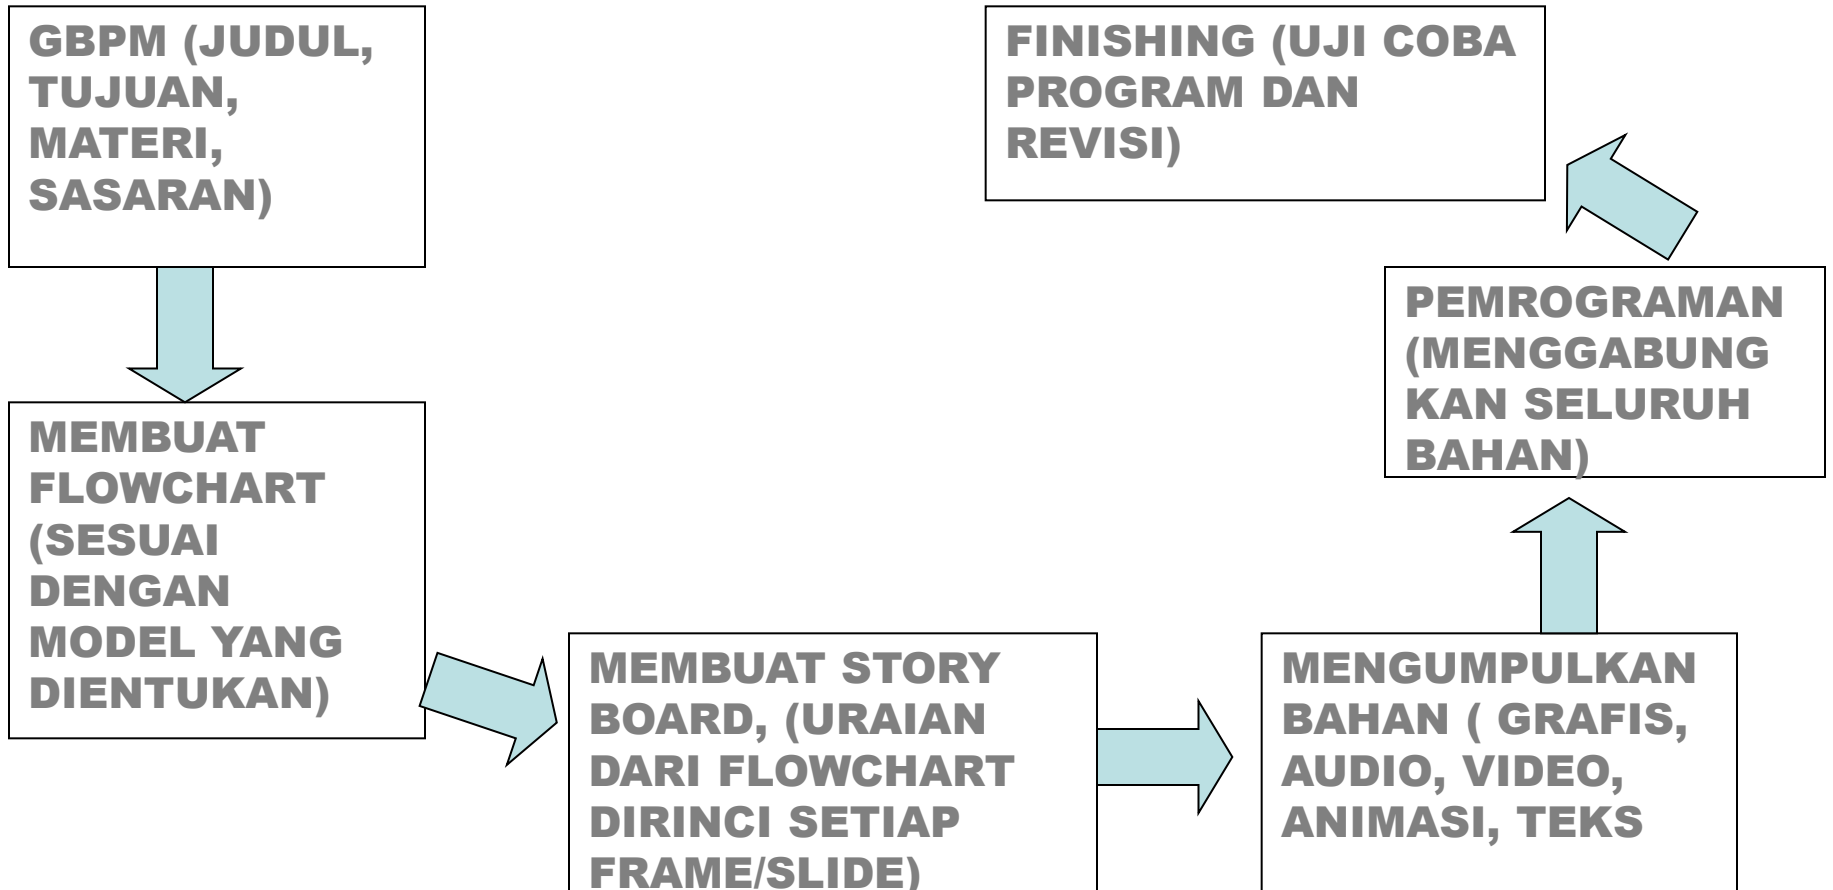 GBPM (JUDUL,
TUJUAN,
MATERI,
SASARAN)
MEMBUAT
FLOWCHART
(SESUAI
DENGAN
MODEL YANG
DIENTUKAN)
MEMBUAT STORY
BOARD, (URAIAN
DARI FLOWCHART
DIRINCI SETIAP
FRAME/SLIDE)
MENGUMPULKAN
BAHAN ( GRAFIS,
AUDIO, VIDEO,
ANIMASI, TEKS
PEMROGRAMAN
(MENGGABUNG
KAN SELURUH
BAHAN)
FINISHING (UJI COBA
PROGRAM DAN
REVISI)